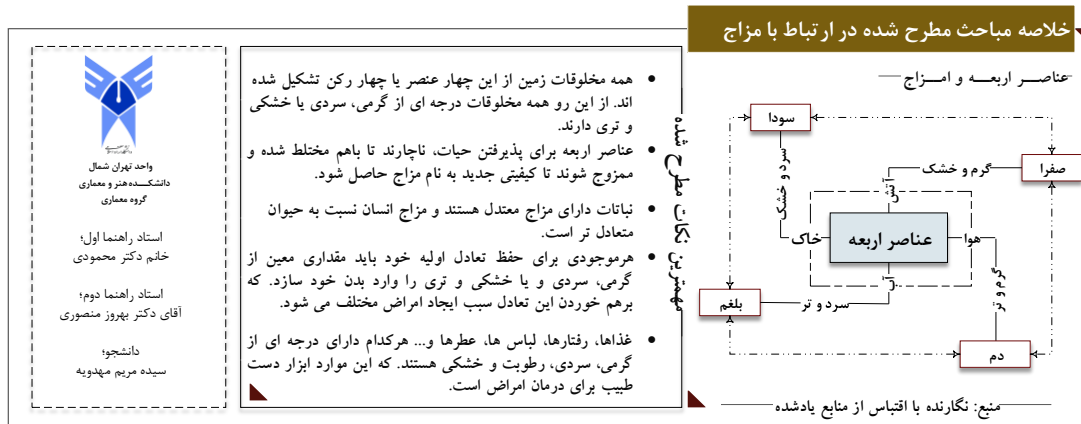 خلاصه مباحث مطرح شده در ارتباط با مزاج
عناصــر اربعــه و امــزاج
سودا
صفرا
سرد و خشک
گرم و خشک
آتش
عناصر اربعه
هوا
خاک
آب
گرم و تر
سرد و تر
بلغم
دم
منبع: نگارنده با اقتباس از منابع یادشده
مهمترین نکات مطرح شده
• همه مخلوقات زمین از این چهار عنصر یا چهار رکن تشکیل شده
اند. از این رو همه مخلوقات درجه ای از گرمی، سردی یا خشکی
و تری دارند.
• عناصر اربعه برای پذیرفتن حیات، ناچارند تا باهم مختلط شده و
ممزوج شوند تا کیفیتی جدید به نام مزاج حاصل شود.
• نباتات دارای مزاج معتدل هستند و مزاج انسان نسبت به حیوان
متعادل تر است.
• هرموجودی برای حفظ تعادل اولیه خود باید مقداری معین از
گرمی، سردی و یا خشکی و تری را وارد بدن خود سازد. که
برهم خوردن این تعادل سبب ایجاد امراض مختلف می شود.
• غذاها، رفتارها، لباس ها، عطرها و... هرکدام دارای درجه ای از
گرمی، سردی، رطوبت و خشکی هستند. که این موارد ابزار دست
طبیب برای درمان امراض است.
واحد تهران شمال
دانشکــده هنر و معماری
گروه معماری
استاد راهنما اول؛
خانم دکتر محمودی
استاد راهنما دوم؛
آقای دکتر بهروز منصوری
دانشجو؛
سیده مریم مهدویه